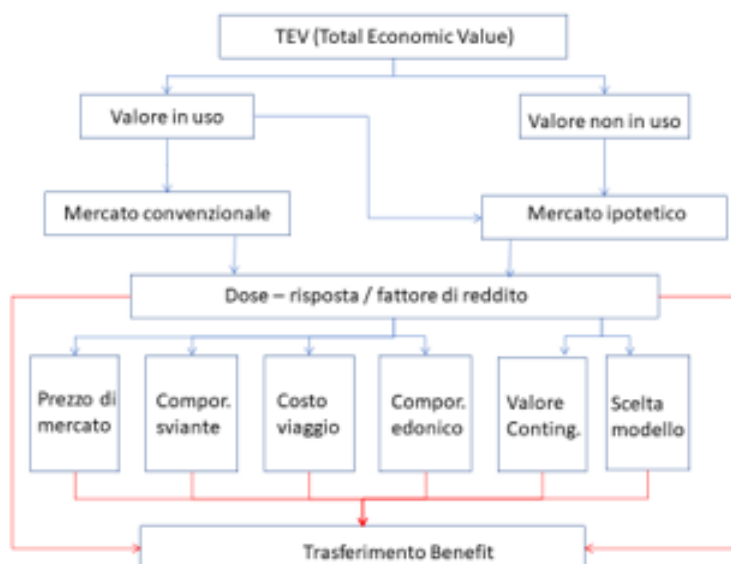 TEV (Total Economic Value)
Valore in uso
Valore non in uso
Mercato convenzionale
Mercato ipotetico
Dose – risposta / fattore di reddito
Prezzo di
mercato
Compor.
sviante
Costo
viaggio
Compor.
edonico
Valore
Conting.
Scelta
modello
Trasferimento Benefit